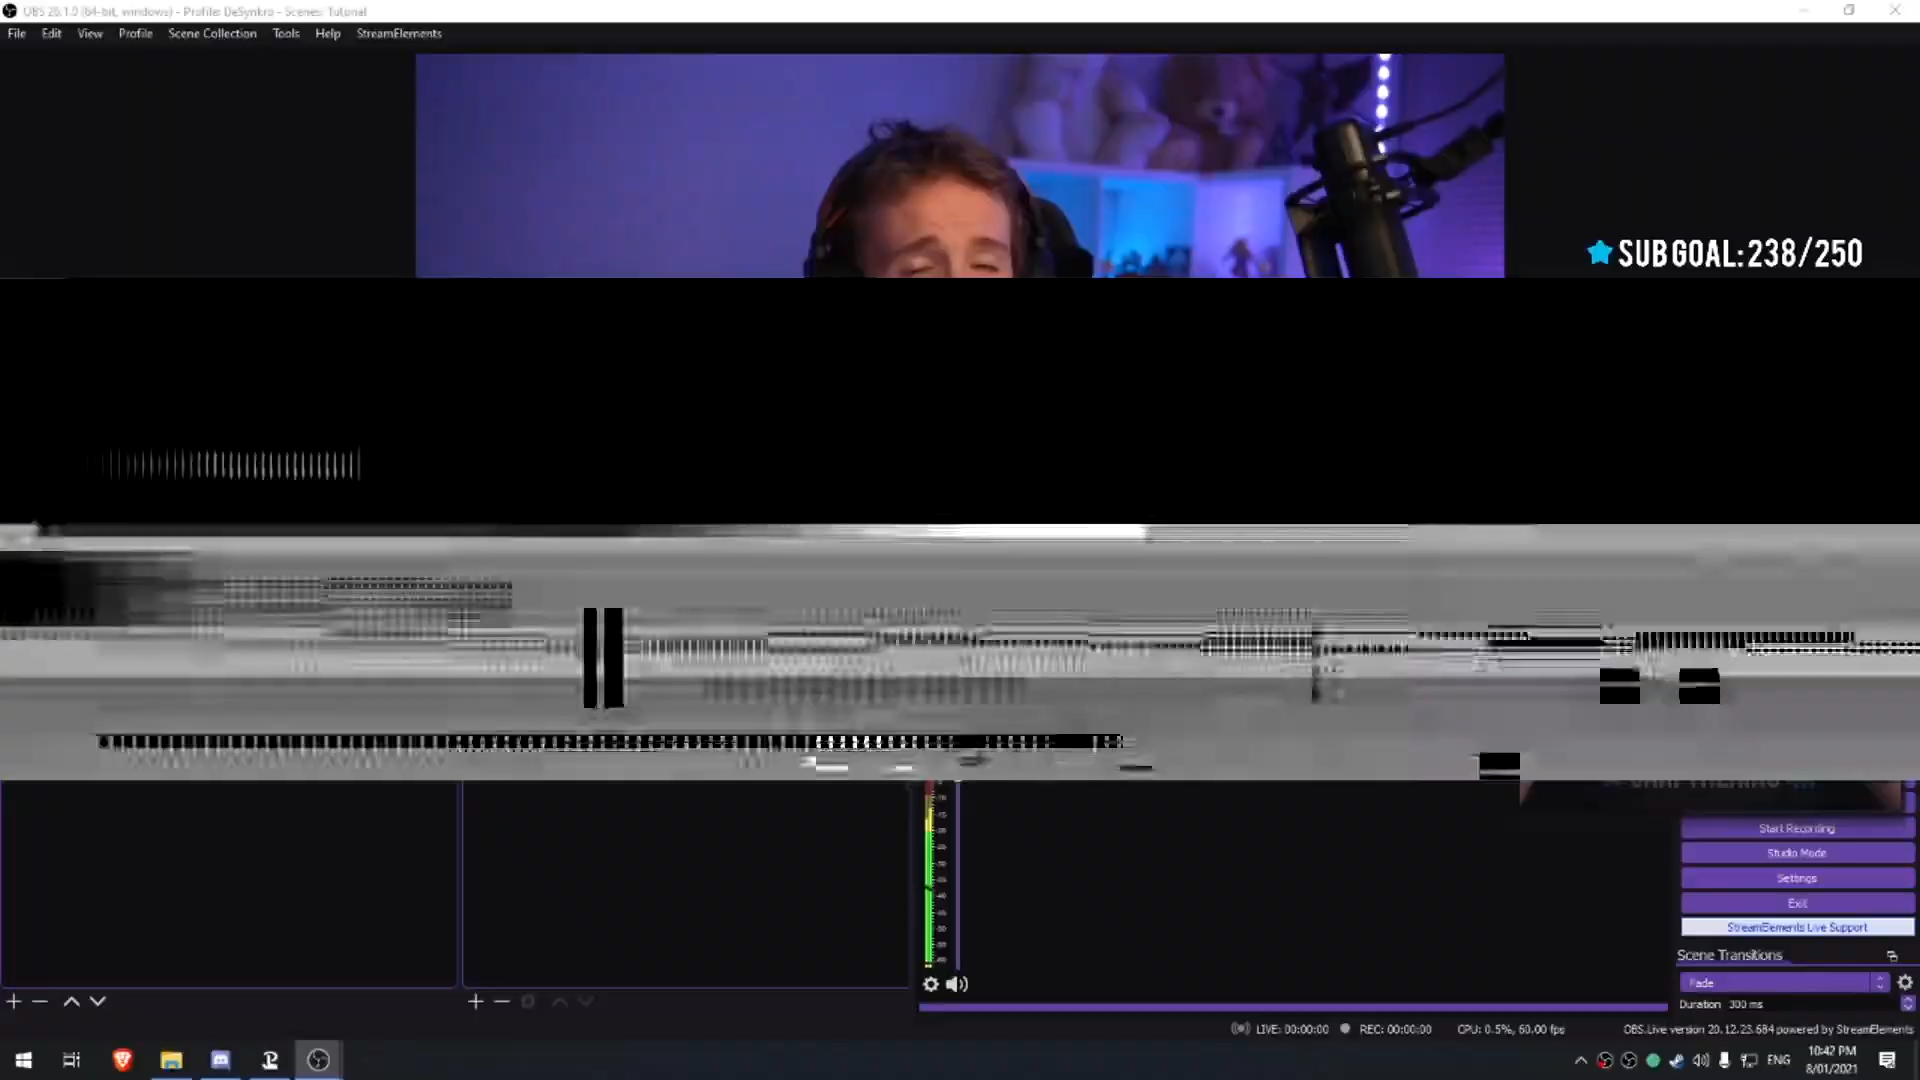 OBS 26.1.0 (64-bit, windows) - Profile: DeSynkro - Scenes: Tutorial
File Edit View Profile Scene Collection Tools Help StreamElements
SUB GOAL: 238/250
Start Recording
Studio Mode
Settings
Exit
StreamElements Live Support
Scene Transitions
Fade
Duration 300 ms
LIVE: 00:00:00 REC: 00:00:00 CPU: 0.5%, 60.00 fps OBS.Live version 20.12.23.684 powered by StreamElements
ENG
10:42 PM
8/01/2021